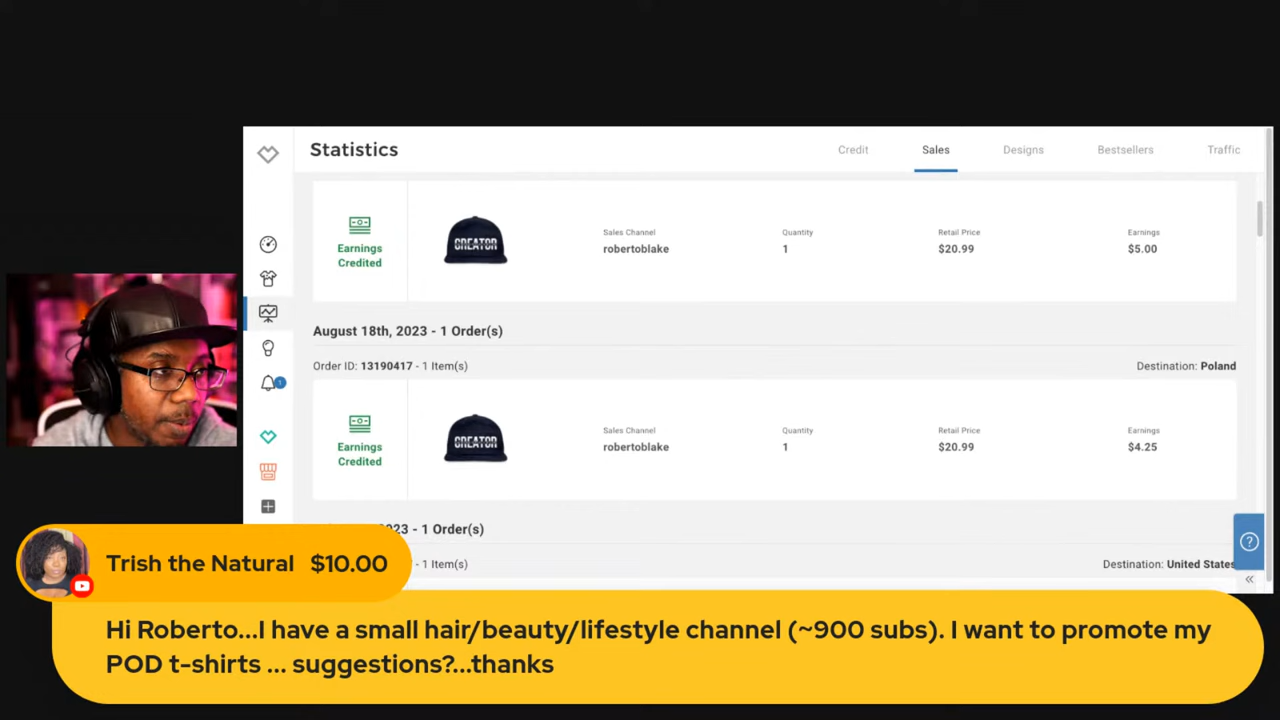 Statistics
Credit
Sales
Designs
Bestsellers
Traffic
Earnings
Credited
CREATOR
Sales Channel
robertoblake
Quantity
1
Retail Price
$20.99
Earnings
$5.00
August 18th, 2023 - 1 Order(s)
Order ID: 13190417 - 1 Item(s)
Destination: Poland
Earnings
Credited
CREATOR
Sales Channel
robertoblake
Quantity
1
Retail Price
$20.99
Earnings
$4.25
023 - 1 Order(s)
- 1 Item(s)
Destination: United States
1
?
«
Trish the Natural $10.00
Hi Roberto...I have a small hair/beauty/lifestyle channel (~900 subs). I want to promote my
POD t-shirts ... suggestions?...thanks